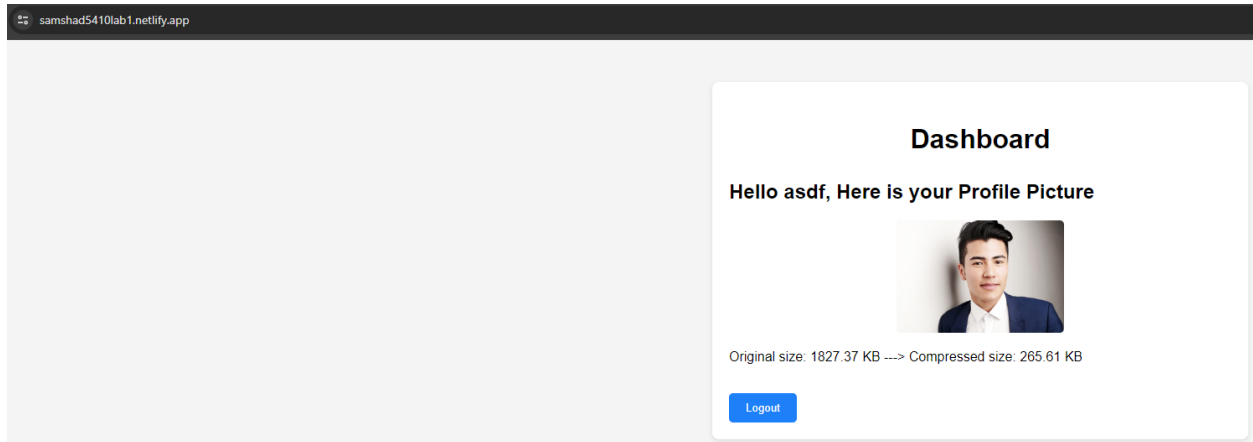 samshad5410lab1.netlify.app
Dashboard
Hello asdf, Here is your Profile Picture
Original size: 1827.37 KB ---> Compressed size: 265.61 KB
Logout